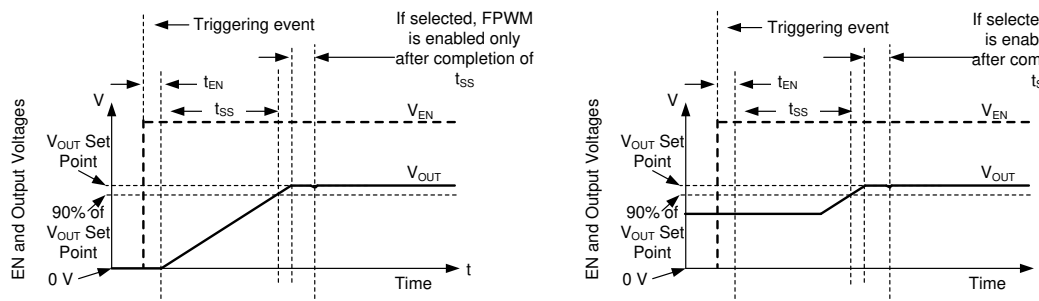 Triggering event
If selected, FPWM
is enabled only
after completion of
tSS
tEN
tSS
V
VEN
VOUT Set
Point
VOUT
90% of
VOUT Set
Point
0 V
Time
t
EN and Output Voltages
Triggering event
If selecte
is enab
after com
tS
tEN
tSS
V
VEN
VOUT Set
Point
VOUT
90% of
VOUT Set
Point
0 V
Time
EN and Output Voltages